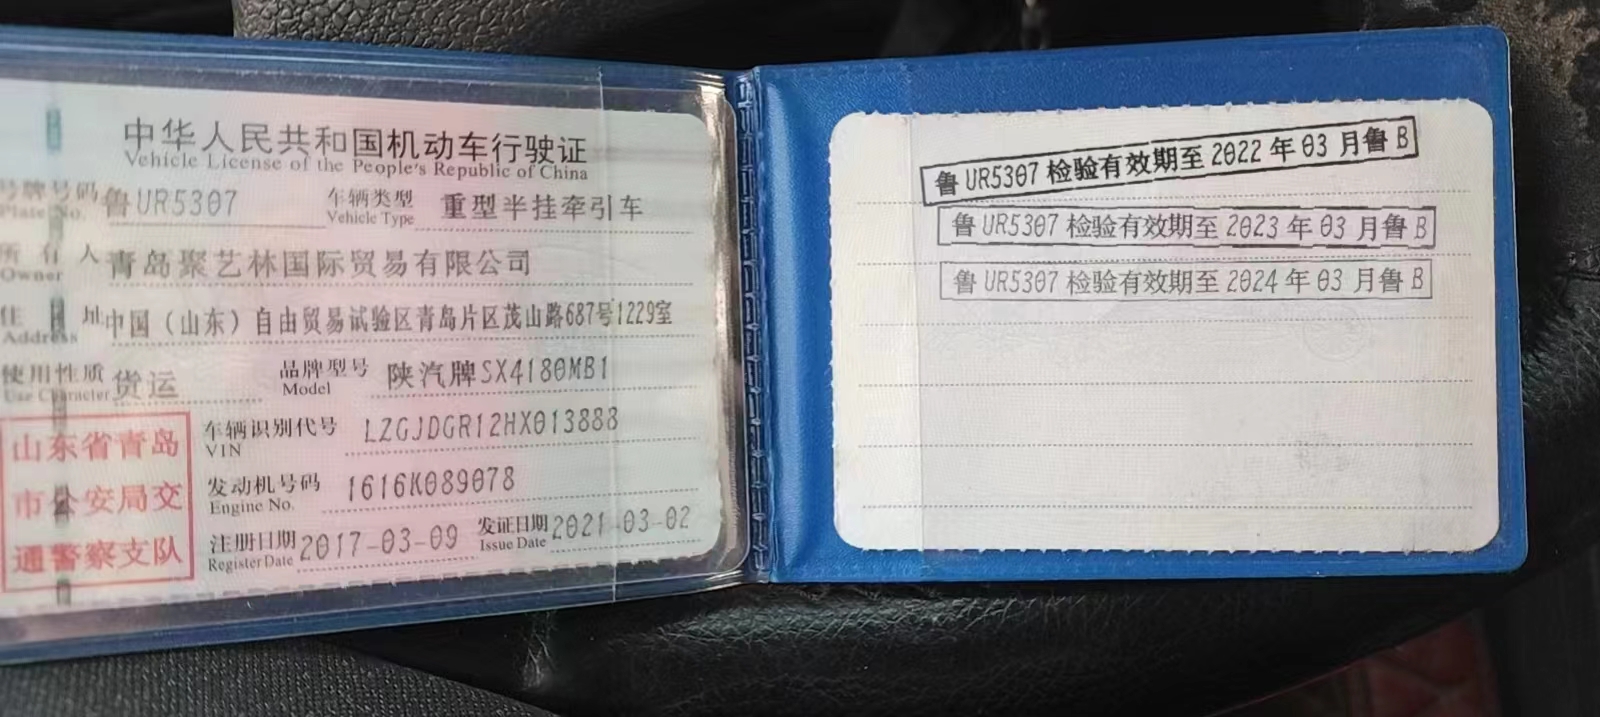 中华人民共和国机动车行驶证
Vehicle License of the People's Republic of China
号牌号码 鲁UR5307 车辆类型 重型半挂牵引车
Plate No. Vehicle Type
所有人 青岛聚艺林国际贸易有限公司
Owner
住址 中国（山东）自由贸易试验区青岛片区茂山路687号1229室
Address
使用性质 货运 品牌型号 陕汽牌SX4180MB1
Use Character Model
车辆识别代号 LZGJDGR12HX013888
VIN
发动机号码 1616K089078
Engine No.
注册日期 2017-03-09 发证日期 2021-03-02
Register Date Issue Date
山东省青岛
市公安局交
通警察支队
鲁UR5307 检验有效期至 2022 年 03 月鲁 B
鲁UR5307 检验有效期至 2023 年 03 月鲁 B
鲁UR5307 检验有效期至 2024 年 03 月鲁 B